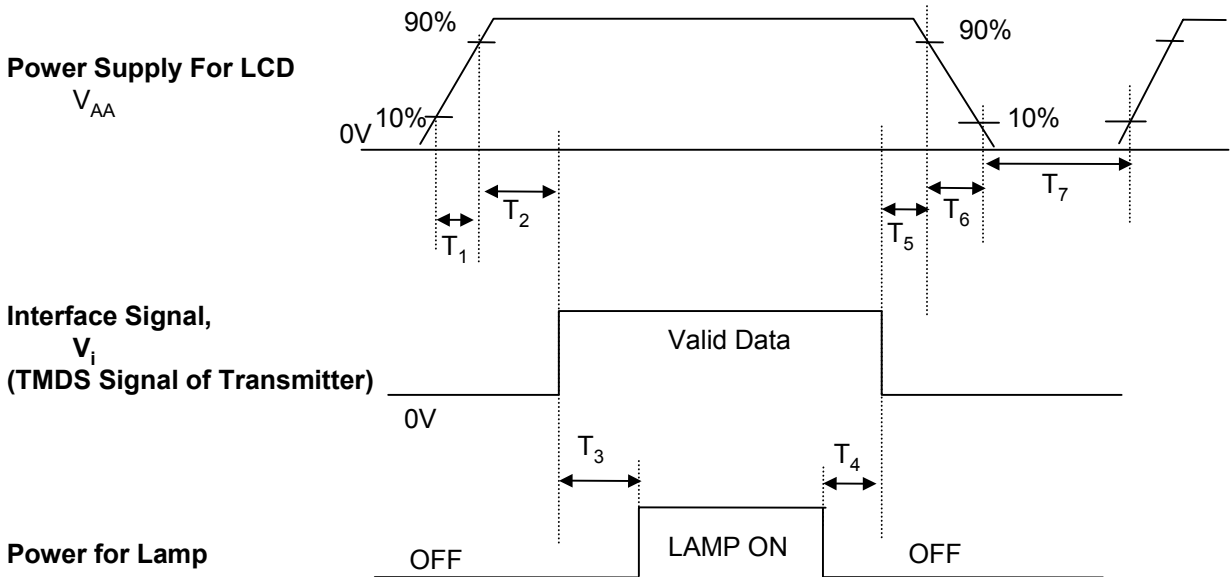 90%
90%
Power Supply For LCD
V_AA
10%
10%
0V
T_1
T_2
T_5
T_6
T_7
Interface Signal,
V_i
(TMDS Signal of Transmitter)
Valid Data
0V
T_3
T_4
Power for Lamp
OFF
LAMP ON
OFF